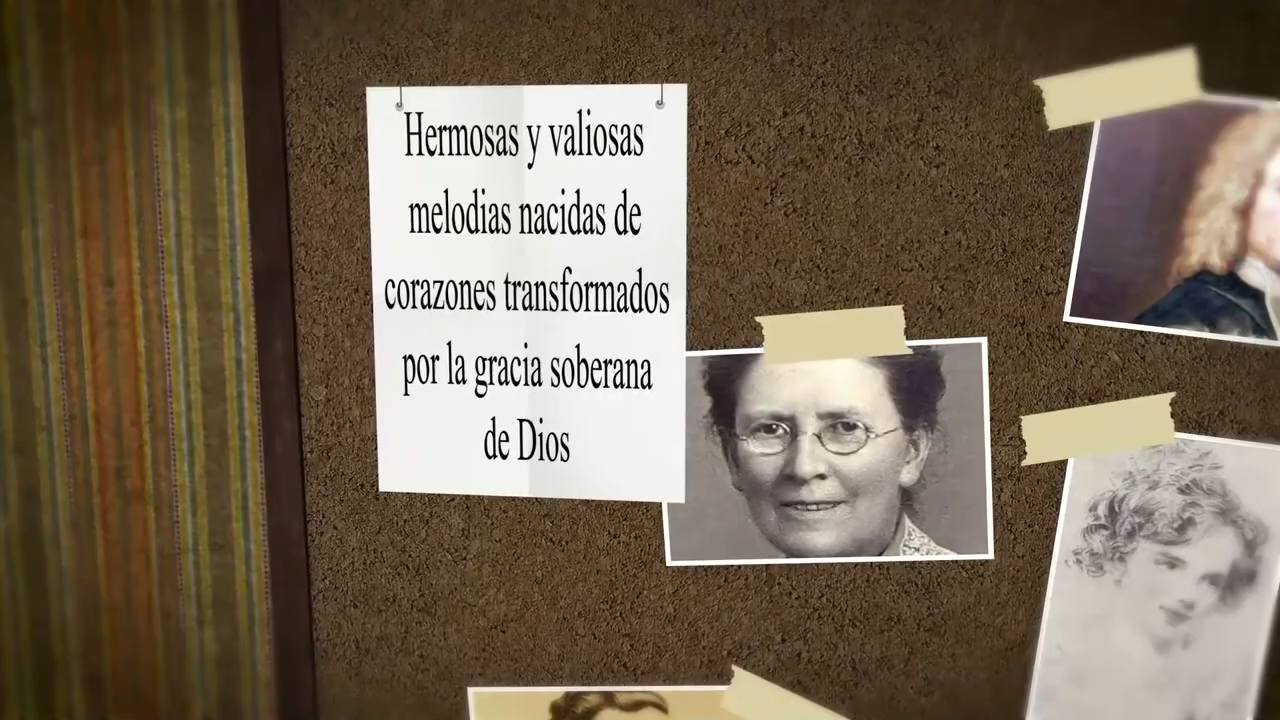 Hermosas y valiosas
melodias nacidas de
corazones transformados
por la gracia soberana
de Dios